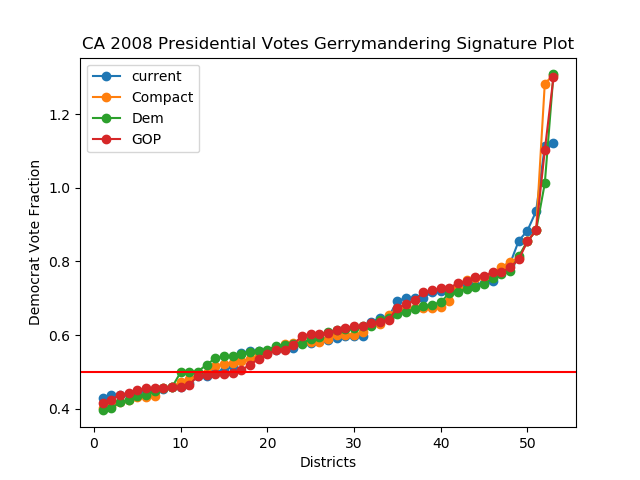 CA 2008 Presidential Votes Gerrymandering Signature Plot
current
Compact
Dem
GOP
Democrat Vote Fraction
1.2
1.0
0.8
0.6
0.4
0 10 20 30 40 50
Districts